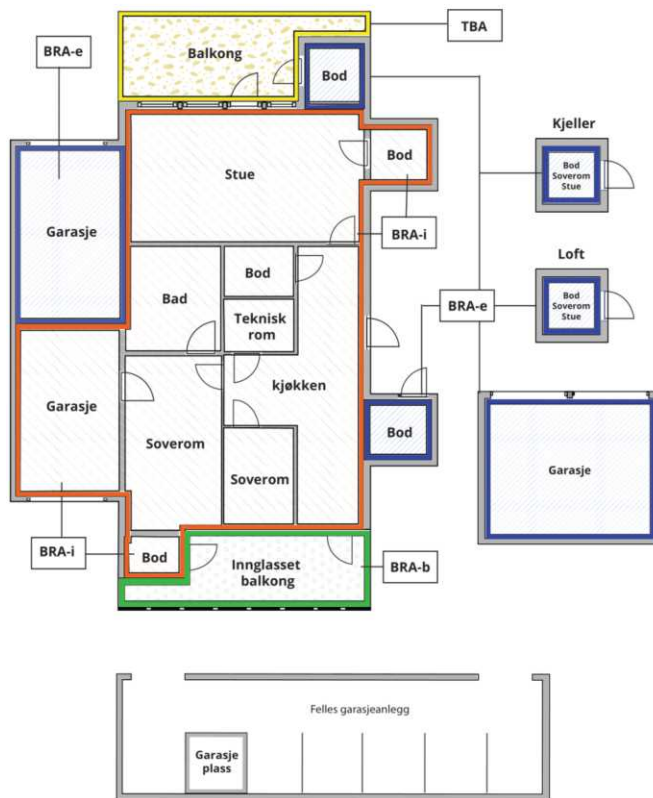 TBA
BRA-e
Balkong
Bod
Kjeller
Bod
Soverom
Stue
Stue
Bod
Garasje
BRA-i
Loft
Bod
Bod
Soverom
Stue
Bad
BRA-e
Teknisk
rom
Garasje
kjøkken
Bod
Soverom
Garasje
Soverom
BRA-i
Bod
Innglasset
balkong
BRA-b
Felles garasjeanlegg
Garasje
plass